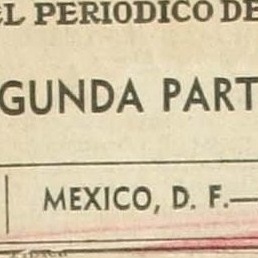 EL PERIODICO DE
GUNDA PART
MEXICO, D. F.—